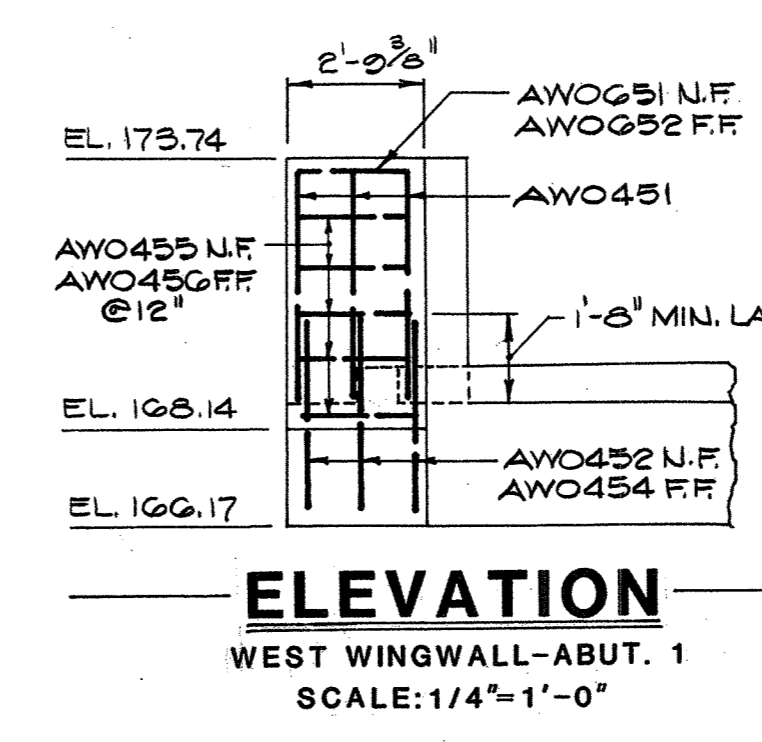 2'-9 3/8"
AW0651 N.F.
AW0652 F.F.
EL. 173.74
AW0451
AW0455 N.F.
AW0456 F.F.
@12"
1'-8" MIN. LA
EL. 168.14
AW0452 N.F.
AW0454 F.F.
EL. 166.17
ELEVATION
WEST WINGWALL-ABUT. 1
SCALE: 1/4"=1'-0"